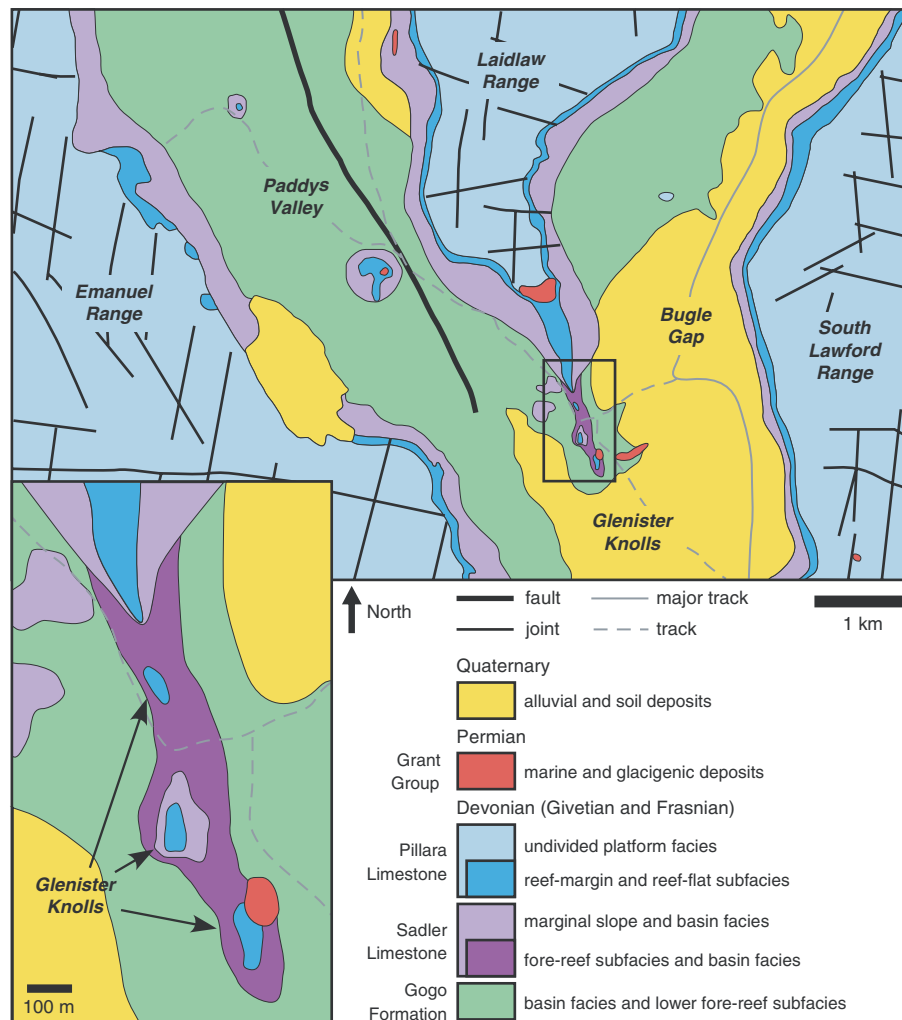 Laidlaw
Range
Paddys
Valley
Emanuel
Range
Bugle
Gap
South
Lawford
Range
Glenister
Knolls
Glenister
Knolls
100 m
North
fault
major track
joint
track
1 km
Quaternary
alluvial and soil deposits
Permian
Grant
Group
marine and glacigenic deposits
Devonian (Givetian and Frasnian)
Pillara
Limestone
undivided platform facies
reef-margin and reef-flat subfacies
Sadler
Limestone
marginal slope and basin facies
fore-reef subfacies and basin facies
Gogo
Formation
basin facies and lower fore-reef subfacies